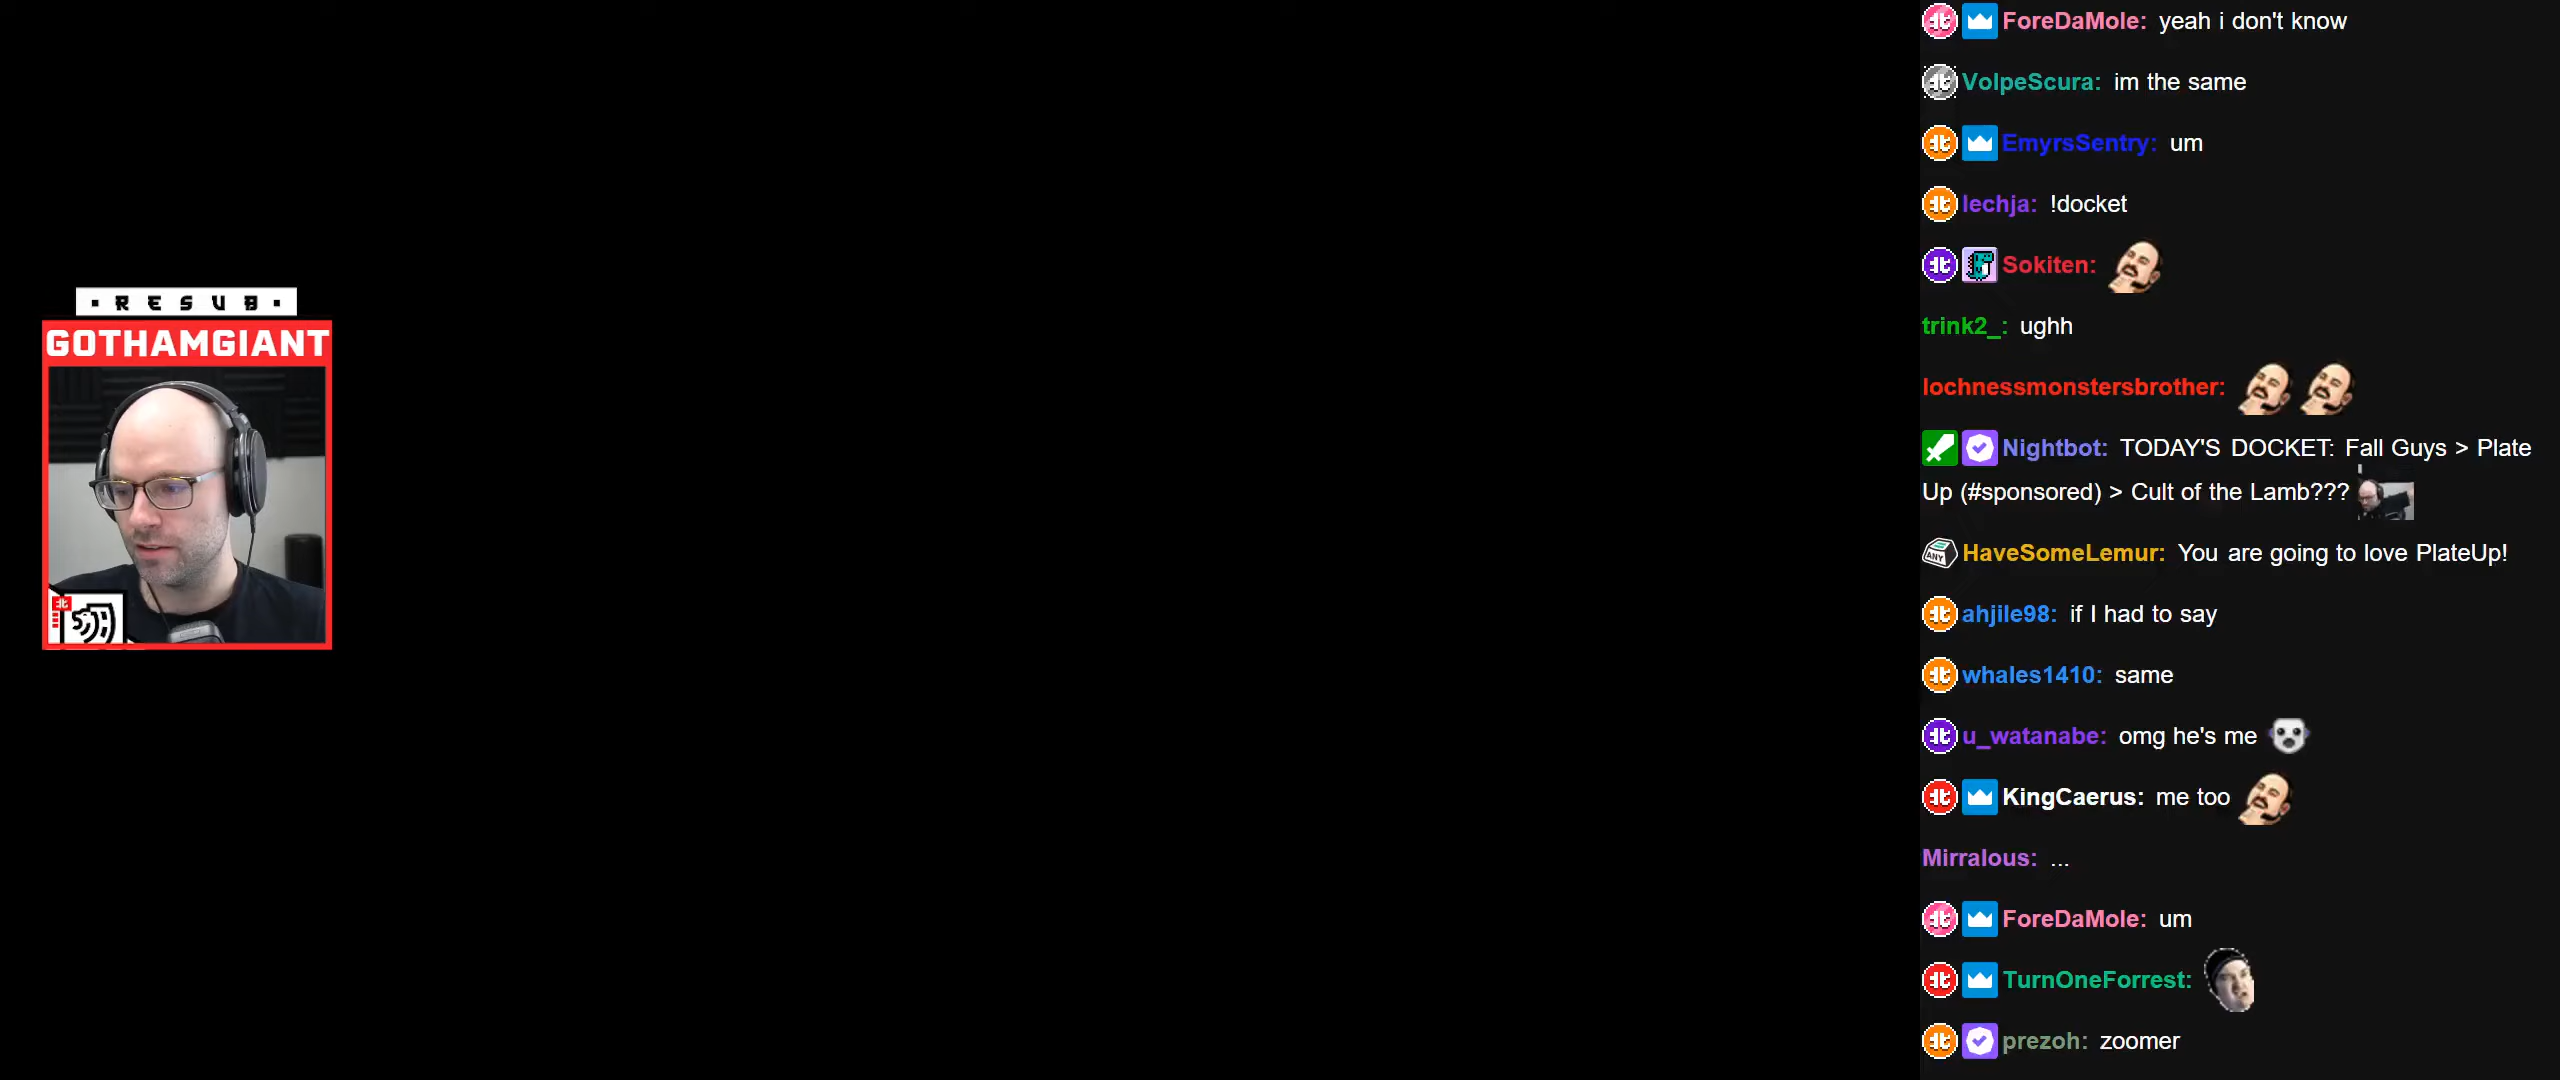 · R E S U B ·
GOTHAMGIANT
ForeDaMole: yeah i don't know
VolpeScura: im the same
EmyrsSentry: um
lechja: !docket
Sokiten:
trink2_: ughh
lochnessmonstersbrother:
Nightbot: TODAY'S DOCKET: Fall Guys > Plate
Up (#sponsored) > Cult of the Lamb???
ANY HaveSomeLemur: You are going to love PlateUp!
ahjile98: if I had to say
whales1410: same
u_watanabe: omg he's me
KingCaerus: me too
Mirralous: ...
ForeDaMole: um
TurnOneForrest:
prezoh: zoomer